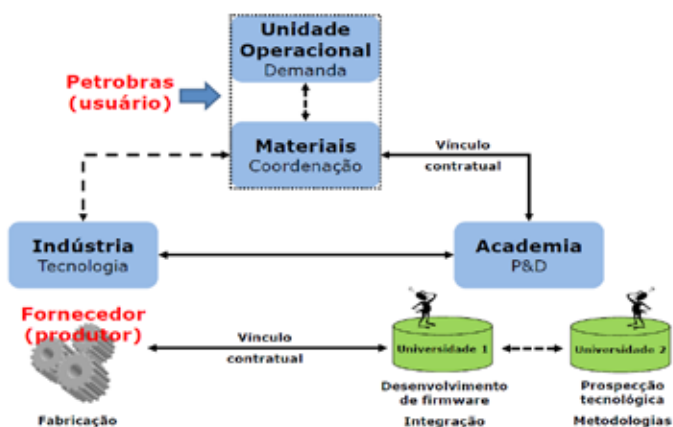 Unidade
Operacional
Demanda
Petrobras
(usuário)
Materiais
Coordenação
Vínculo
contratual
Indústria
Tecnologia
Academia
P&D
Fornecedor
(produtor)
Vínculo
contratual
Universidade 1
Universidade 2
Desenvolvimento
de firmware
Prospecção
tecnológica
Fabricação
Integração
Metodologias